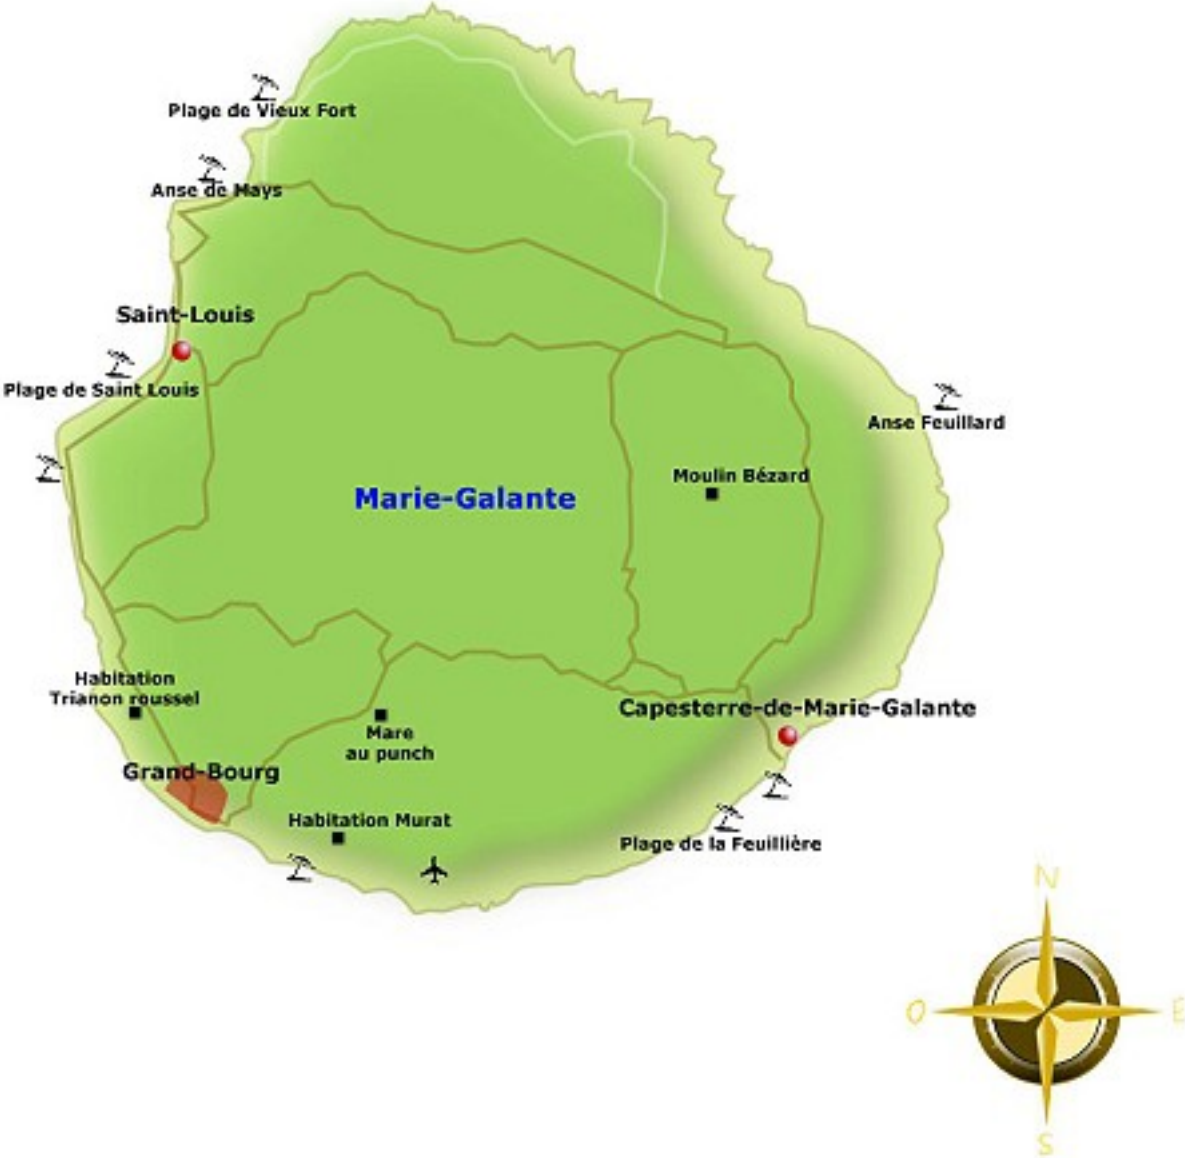 Plage de Vieux Fort
Anse de Mays
Saint-Louis
Plage de Saint Louis
Anse Feuillard
Moulin Bézard
Marie-Galante
Habitation
Trianon roussel
Capesterre-de-Marie-Galante
Mare
au punch
Grand-Bourg
Habitation Murat
Plage de la Feuillière
N
O
E
S